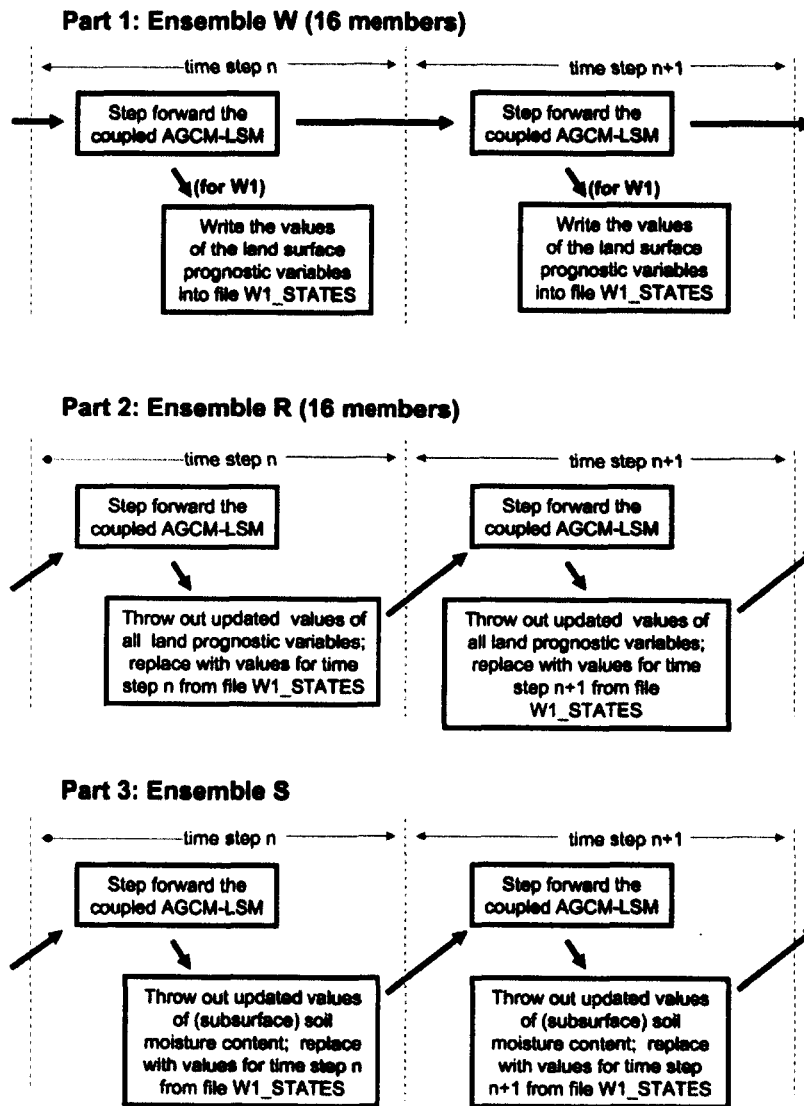 Part 1: Ensemble W (16 members)
time step n
time step n+1
Step forward the
coupled AGCM-LSM
Step forward the
coupled AGCM-LSM
(for W1)
(for W1)
Write the values
of the land surface
prognostic variables
into file W1_STATES
Write the values
of the land surface
prognostic variables
into file W1_STATES
Part 2: Ensemble R (16 members)
time step n
time step n+1
Step forward the
coupled AGCM-LSM
Step forward the
coupled AGCM-LSM
Throw out updated values of
all land prognostic variables;
replace with values for time
step n from file W1_STATES
Throw out updated values of
all land prognostic variables;
replace with values for time
step n+1 from file
W1_STATES
Part 3: Ensemble S
time step n
time step n+1
Step forward the
coupled AGCM-LSM
Step forward the
coupled AGCM-LSM
Throw out updated values
of (subsurface) soil
moisture content; replace
with values for time step n
from file W1_STATES
Throw out updated values
of (subsurface) soil
moisture content; replace
with values for time step
n+1 from file W1_STATES